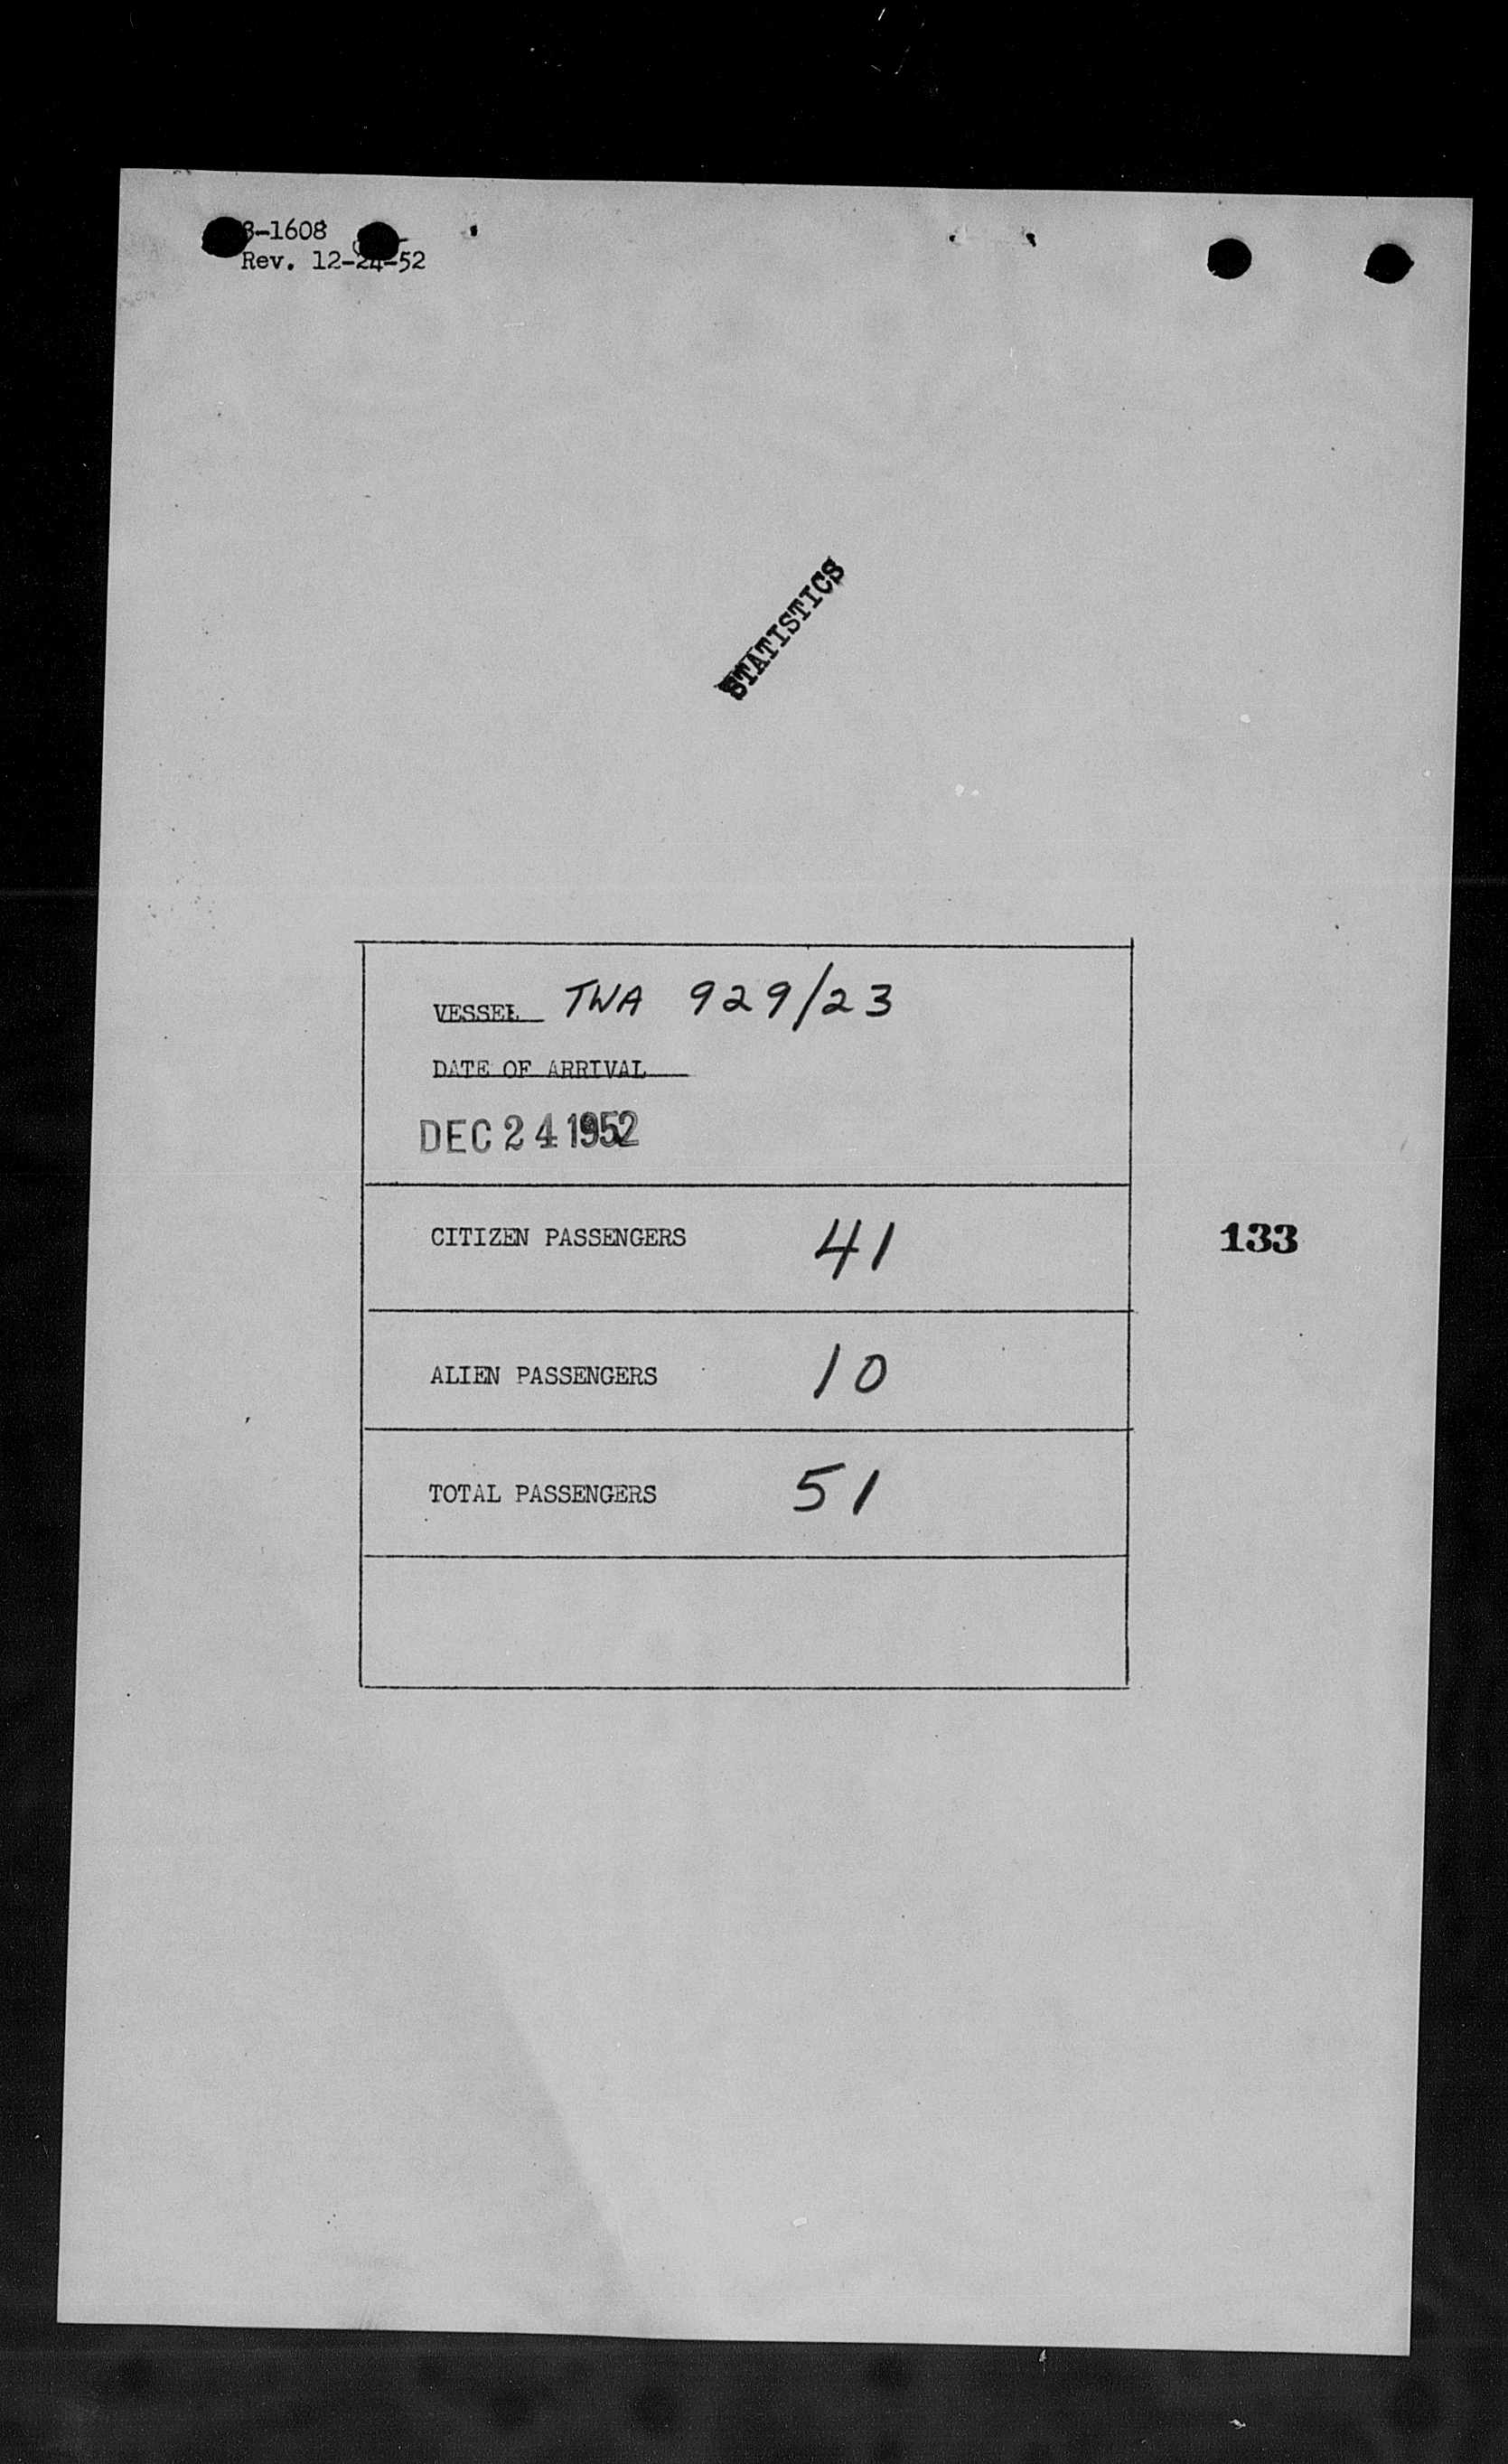 3-1608
Rev. 12-24-52
STATISTICS
VESSEL TWA 929/23
DATE OF ARRIVAL
DEC 24 1952
CITIZEN PASSENGERS 41
133
ALIEN PASSENGERS 10
TOTAL PASSENGERS 51